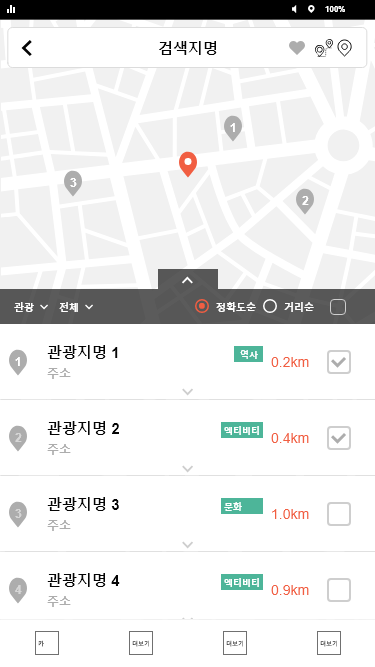 100%
검색지명
1
3
2
관광 전체 정확도순 거리순
1 관광지명 1 역사 0.2km
주소
2 관광지명 2 액티비티 0.4km
주소
3 관광지명 3 문화 1.0km
주소
4 관광지명 4 액티비티 0.9km
주소
카 더보기 더보기 더보기